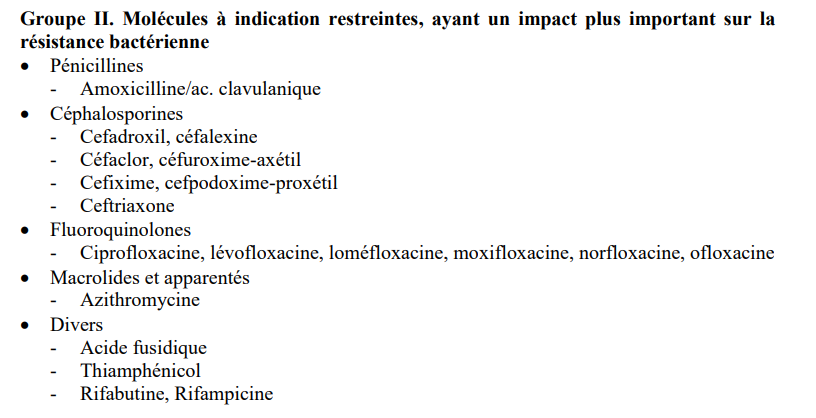 Groupe II. Molécules à indication restreintes, ayant un impact plus important sur la
résistance bactérienne
• Pénicillines
- Amoxicilline/ac. clavulanique
• Céphalosporines
- Cefadroxil, céfalexine
- Céfaclor, céfuroxime-axétil
- Cefixime, cefpodoxime-proxétil
- Ceftriaxone
• Fluoroquinolones
- Ciprofloxacine, lévofloxacine, loméfloxacine, moxifloxacine, norfloxacine, ofloxacine
• Macrolides et apparentés
- Azithromycine
• Divers
- Acide fusidique
- Thiamphénicol
- Rifabutine, Rifampicine